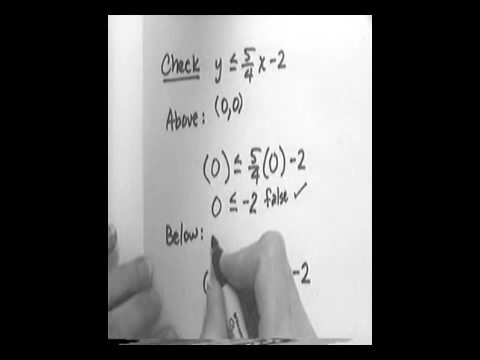 Check y ≤ 5/4 x - 2
Above: (0,0)
(0) ≤ 5/4 (0) - 2
0 ≤ -2 false ✓
Below:
( -2